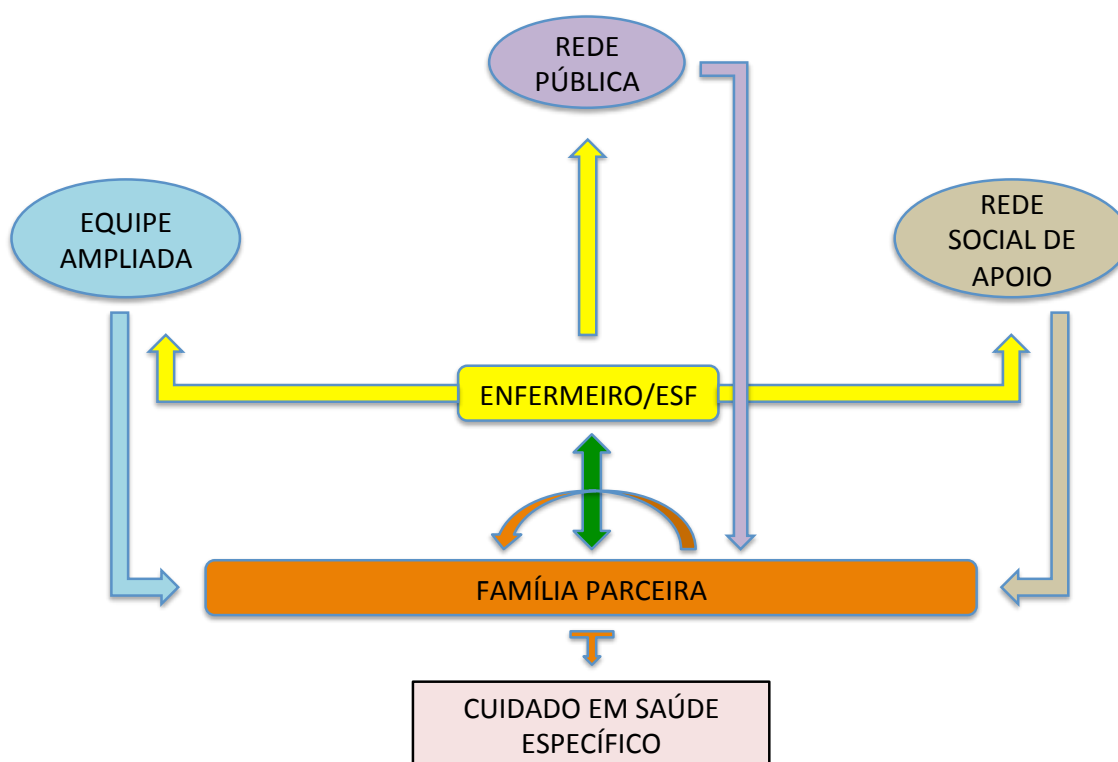 REDE
PÚBLICA
EQUIPE
AMPLIADA
REDE
SOCIAL DE
APOIO
ENFERMEIRO/ESF
FAMÍLIA PARCEIRA
CUIDADO EM SAÚDE
ESPECÍFICO